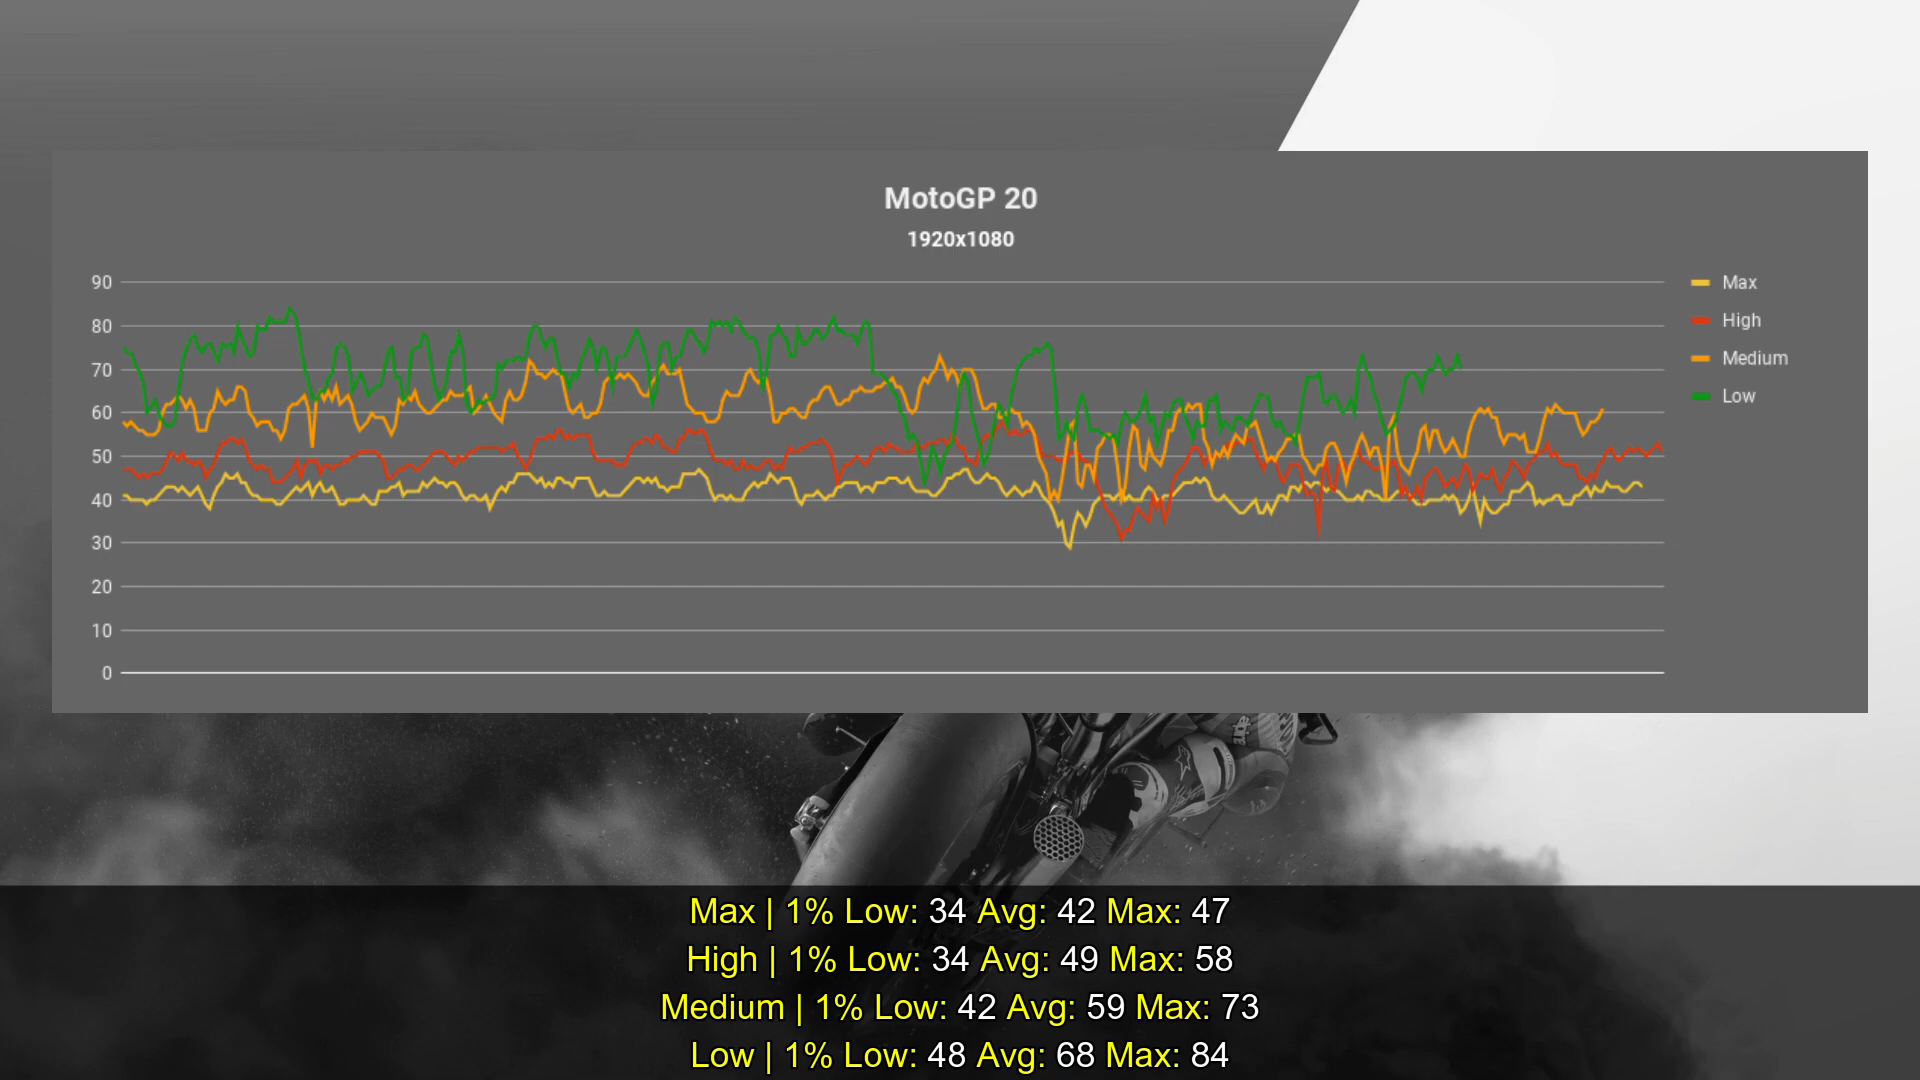 MotoGP 20
1920x1080
90
80
70
60
50
40
30
20
10
0
Max
High
Medium
Low
Max | 1% Low: 34 Avg: 42 Max: 47
High | 1% Low: 34 Avg: 49 Max: 58
Medium | 1% Low: 42 Avg: 59 Max: 73
Low | 1% Low: 48 Avg: 68 Max: 84